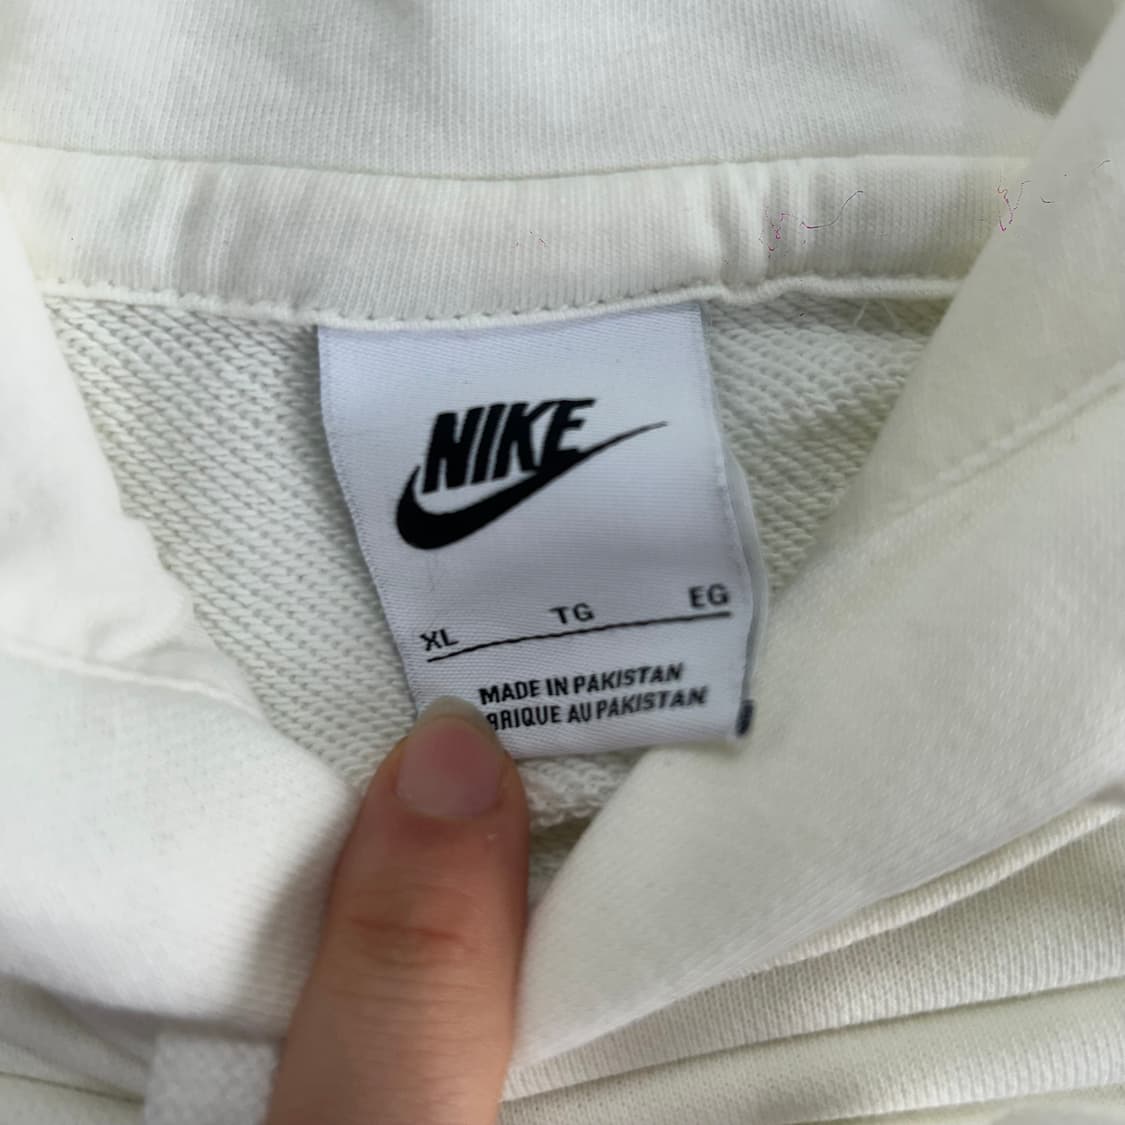 NIKE
XL TG EG
MADE IN PAKISTAN
BRIQUE AU PAKISTAN